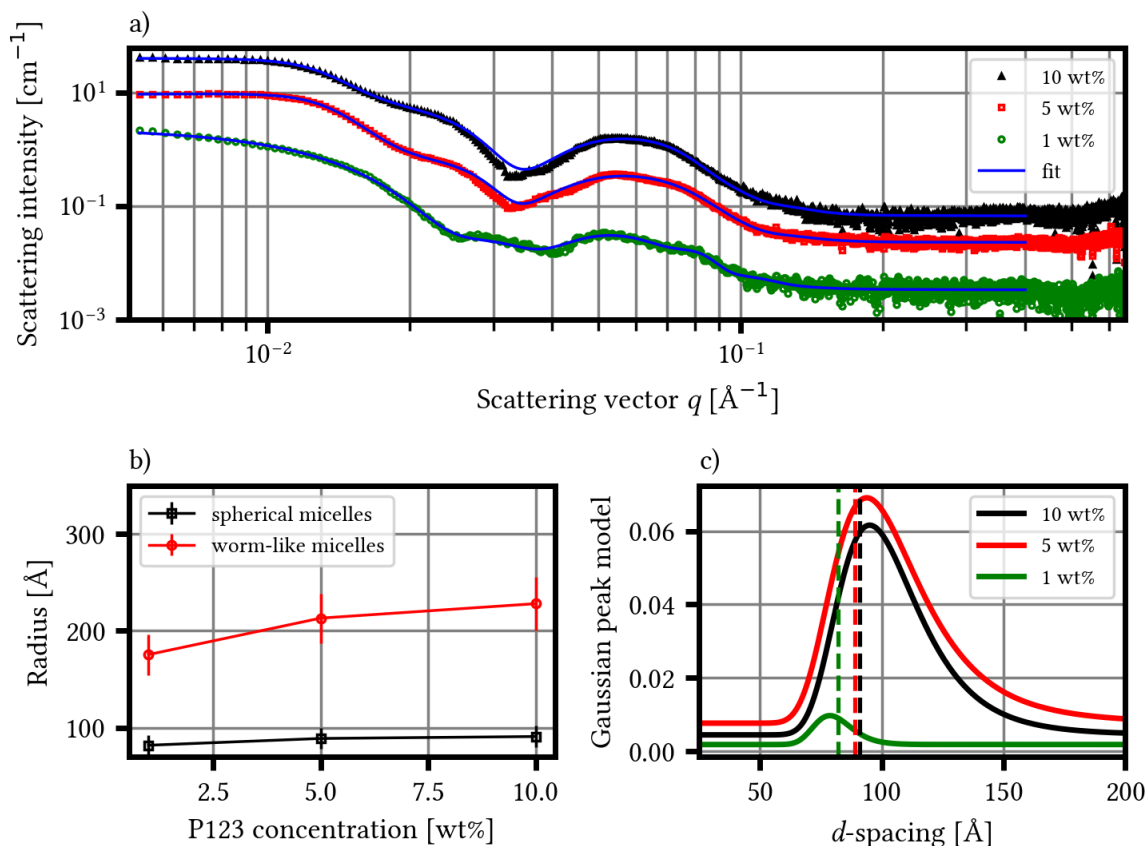 a)
Scattering intensity [cm⁻¹]
10¹
10⁻¹
10⁻³
10 wt%
5 wt%
1 wt%
fit
10⁻²
10⁻¹
Scattering vector q [Å⁻¹]
b)
Radius [Å]
300
200
100
spherical micelles
worm-like micelles
2.5
5.0
7.5
10.0
P123 concentration [wt%]
c)
Gaussian peak model
0.06
0.04
0.02
0.00
10 wt%
5 wt%
1 wt%
50
100
150
200
d-spacing [Å]